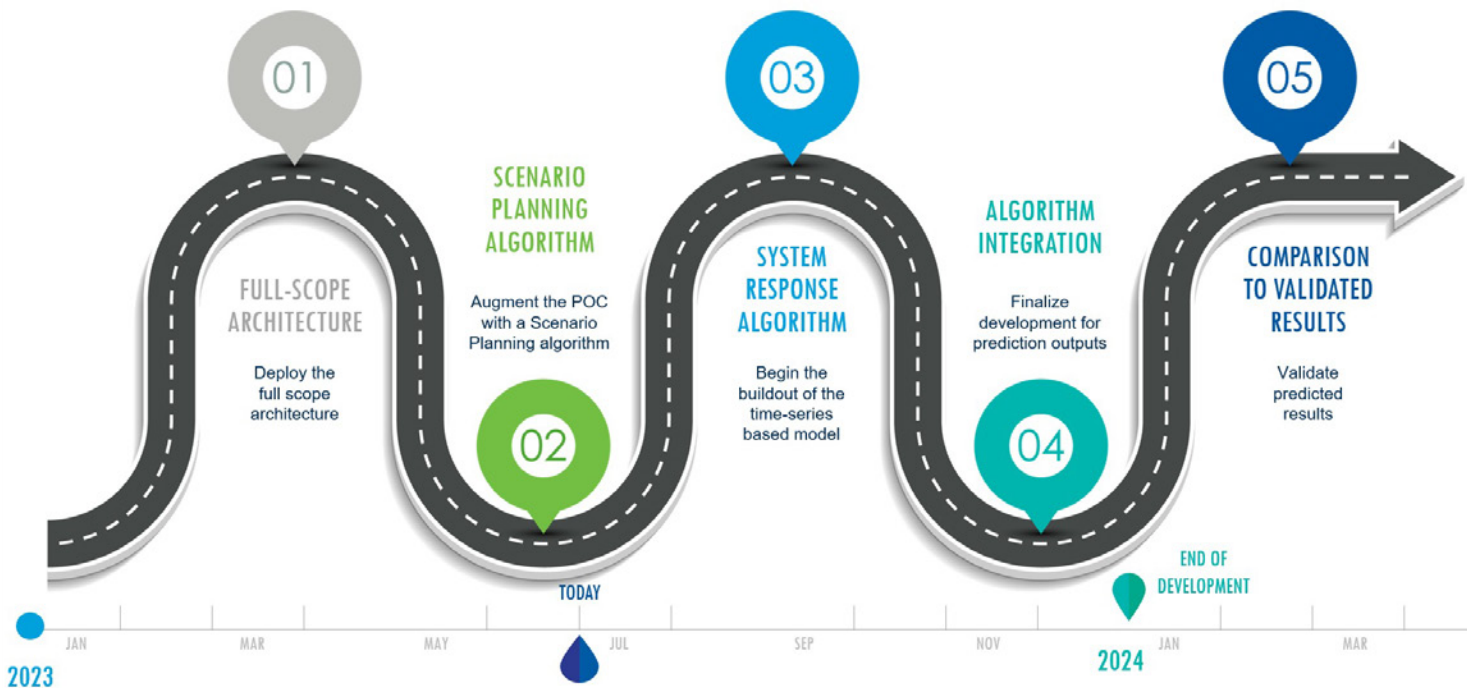 01
FULL-SCOPE
ARCHITECTURE
Deploy the
full scope
architecture
SCENARIO
PLANNING
ALGORITHM
Augment the POC
with a Scenario
Planning algorithm
02
03
SYSTEM
RESPONSE
ALGORITHM
Begin the
buildout of the
time-series
based model
ALGORITHM
INTEGRATION
Finalize
development for
prediction outputs
04
05
COMPARISON
TO VALIDATED
RESULTS
Validate
predicted
results
TODAY
END OF
DEVELOPMENT
JAN MAR MAY JUL SEP NOV JAN MAR
2023 2024